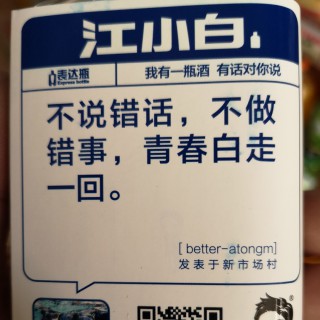 江小白
表达瓶
Express bottle
我有一瓶酒 有话对你说
不说错话，不做
错事，青春白走
一回。
[ better-atongm]
发表于新市场村